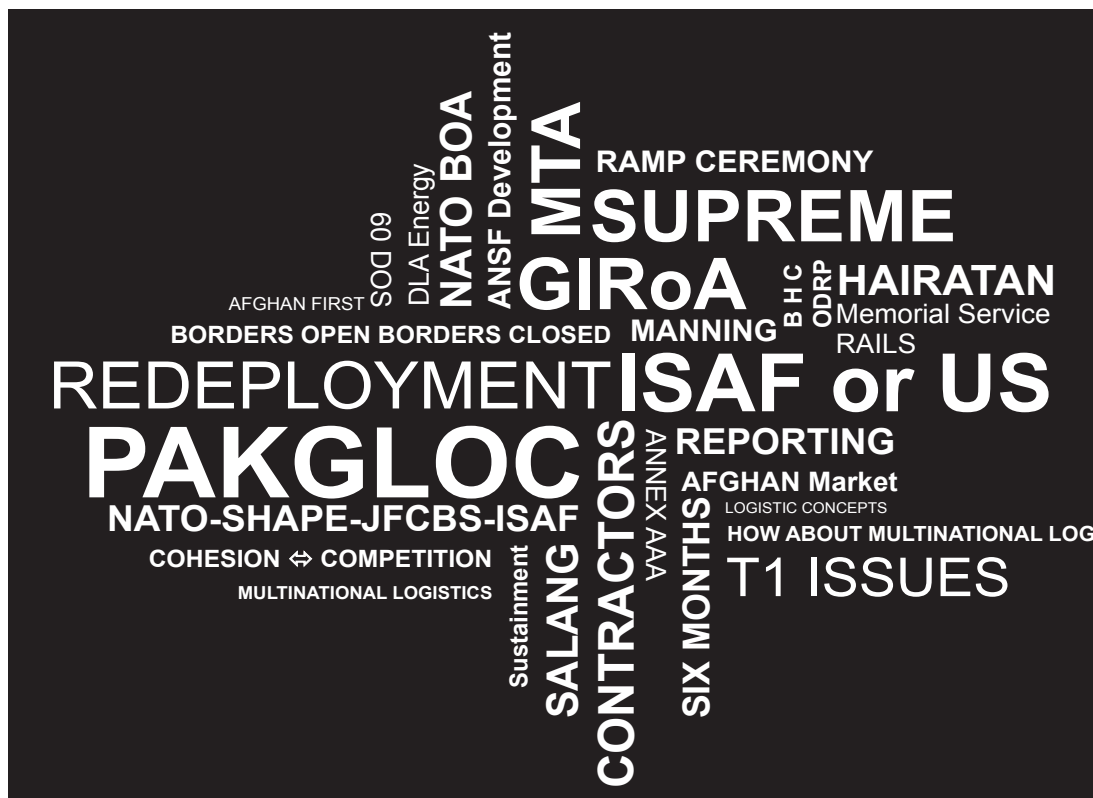 ANSF Development
NATO BOA
MTA
RAMP CEREMONY
DLA Energy
SUPREME
SOD 09
GIRoA
B H C
ODRP
HAIRATAN
AFGHAN FIRST
Memorial Service
BORDERS OPEN BORDERS CLOSED
MANNING
RAILS
REDEPLOYMENT
ISAF or US
PAKGLOC
CONTRACTORS
ANNEX AAA
REPORTING
AFGHAN Market
NATO-SHAPE-JFCBS-ISAF
SIX MONTHS
LOGISTIC CONCEPTS
HOW ABOUT MULTINATIONAL LOG
COHESION ⇔ COMPETITION
SALANG
Sustainment
T1 ISSUES
MULTINATIONAL LOGISTICS